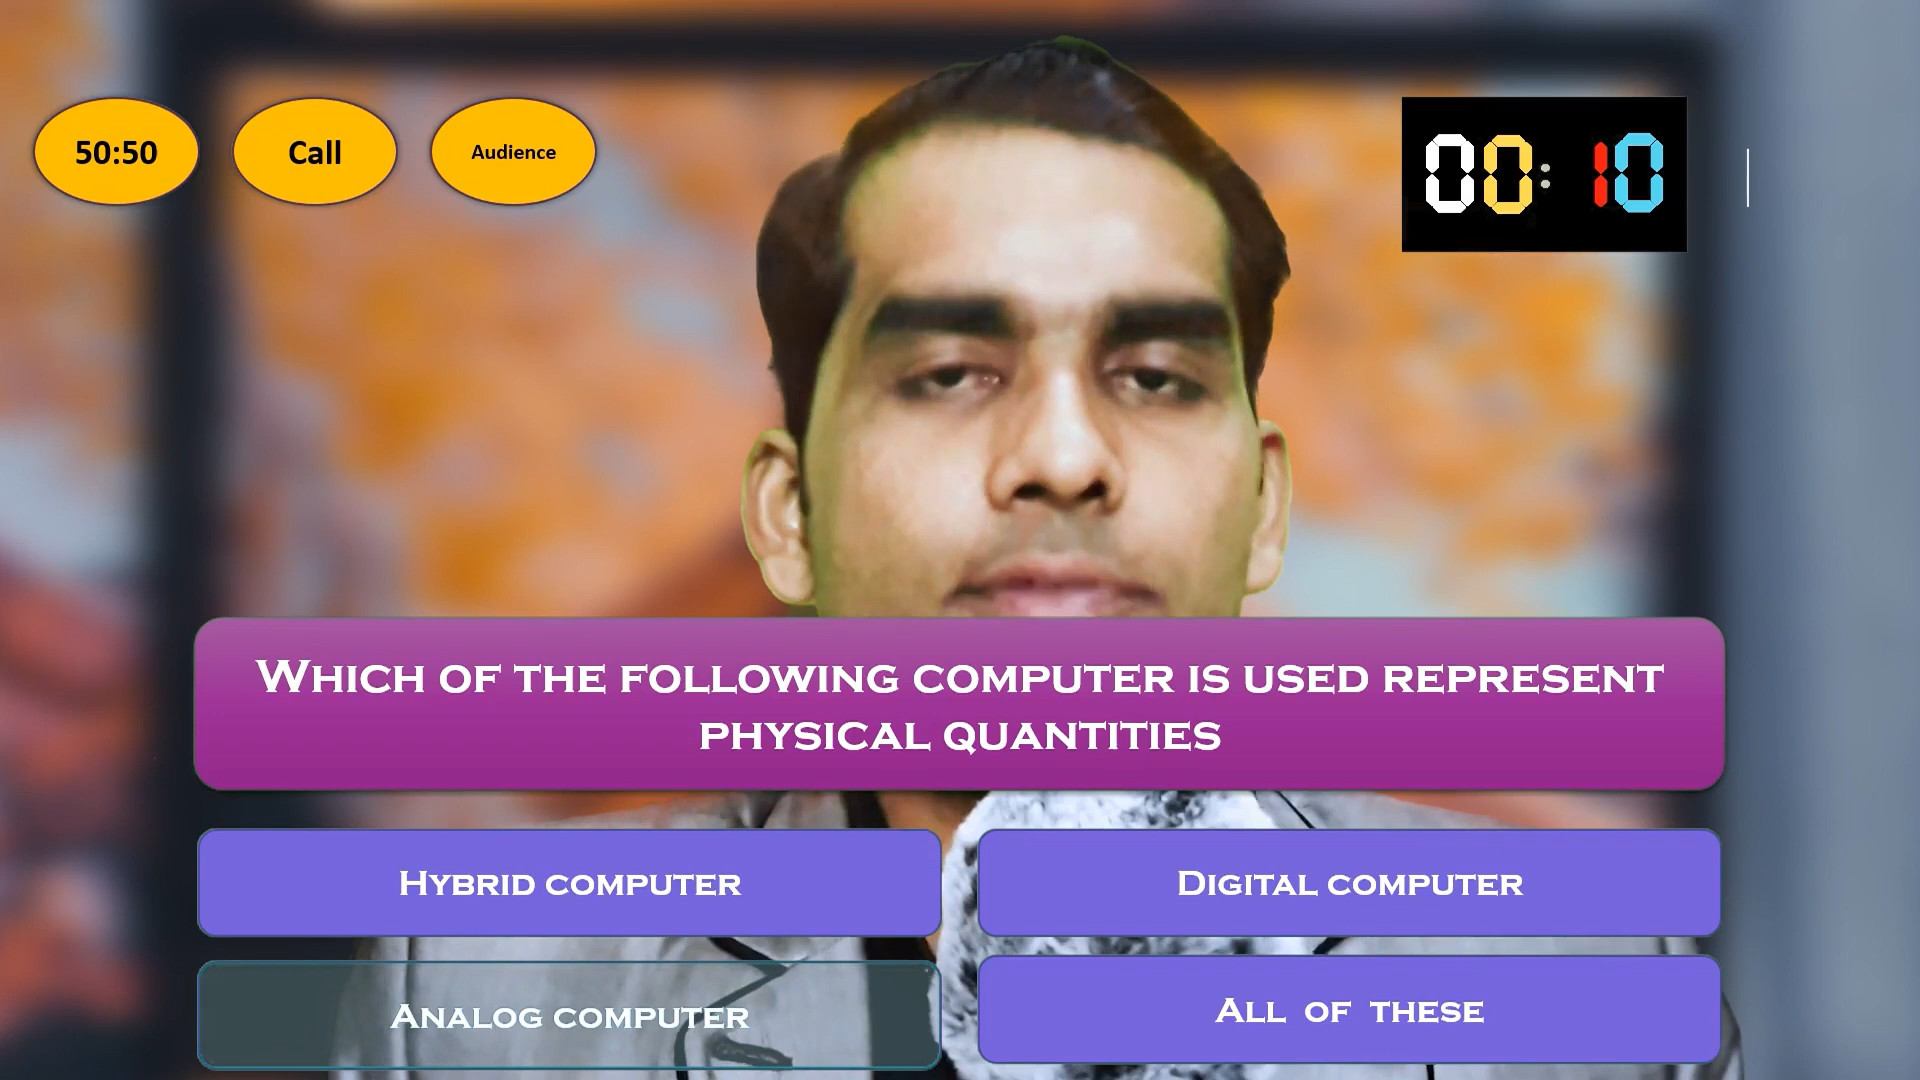 50:50
Call
Audience
00:10
WHICH OF THE FOLLOWING COMPUTER IS USED REPRESENT
PHYSICAL QUANTITIES
HYBRID COMPUTER
DIGITAL COMPUTER
ANALOG COMPUTER
ALL OF THESE